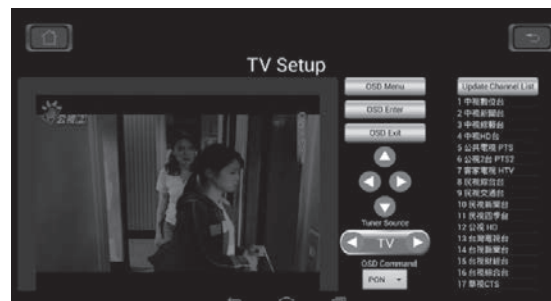 TV Setup
OSD Menu
OSD Enter
OSD Exit
Tuner Source
TV
OSD Command
PON
Update Channel List
1 中視數位台
2 中視新聞台
3 中視經藝台
4 中視HD台
5 公共電視 PTS
6 公視2台 PTS2
7 客家電視 HTV
8 民視綜合台
9 民視交通台
10 民視新聞台
11 民視四季台
12 公視 HD
13 台灣電視台
14 台視新聞台
15 台視財經台
16 台視綜合台
17 華視CTS